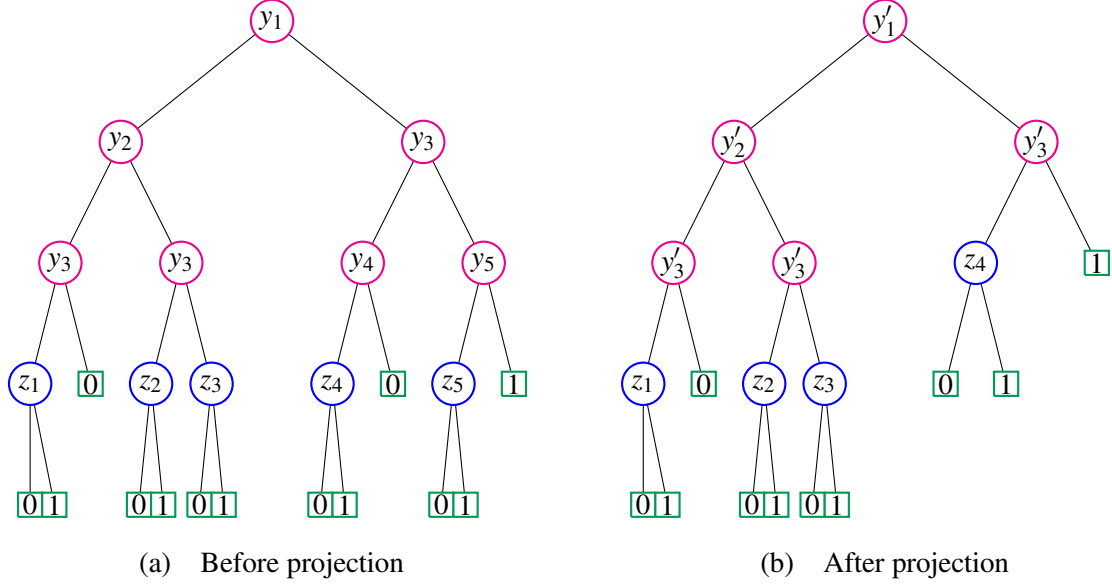 y₁ y′₁
y₂ y₃ y′₂ y′₃
y₃ y₃ y₄ y₅ y′₃ y′₃ z₄ 1
z₁ 0 z₂ z₃ z₄ 0 z₅ 1 z₁ 0 z₂ z₃ 0 1
0 1 0 1 0 1 0 1 0 1 0 1 0 1 0 1
(a) Before projection (b) After projection